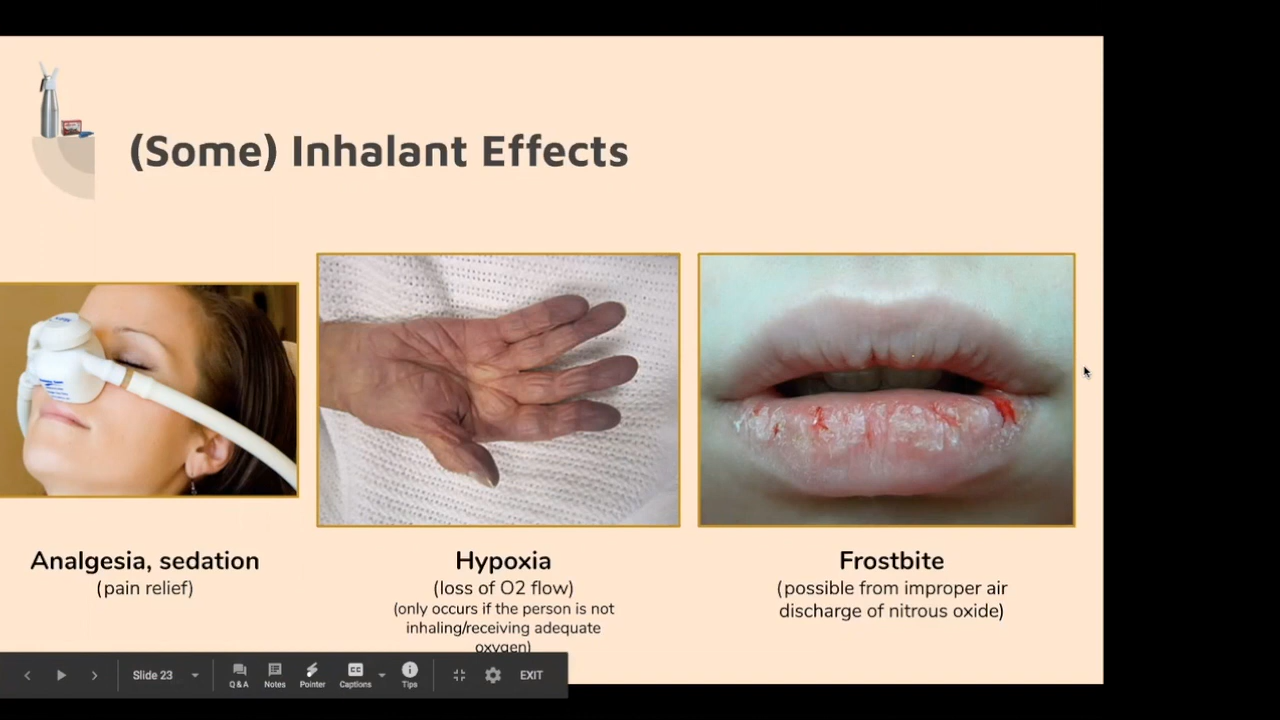 (Some) Inhalant Effects
Analgesia, sedation
(pain relief)
Hypoxia
(loss of O2 flow)
(only occurs if the person is not
inhaling/receiving adequate
oxygen)
Frostbite
(possible from improper air
discharge of nitrous oxide)
Slide 23
Q&A
Notes
Pointer
CC
Captions
Tips
EXIT